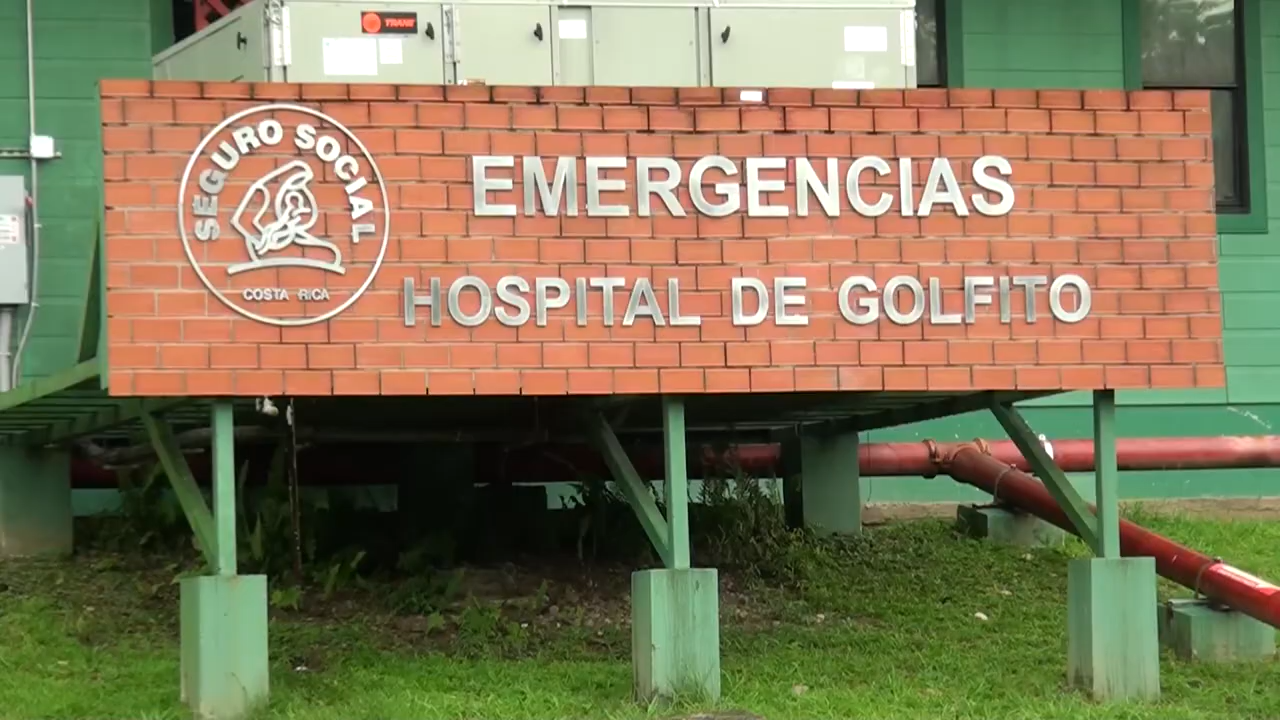 TRANE
SEGURO SOCIAL
COSTA RICA
EMERGENCIAS
HOSPITAL DE GOLFITO